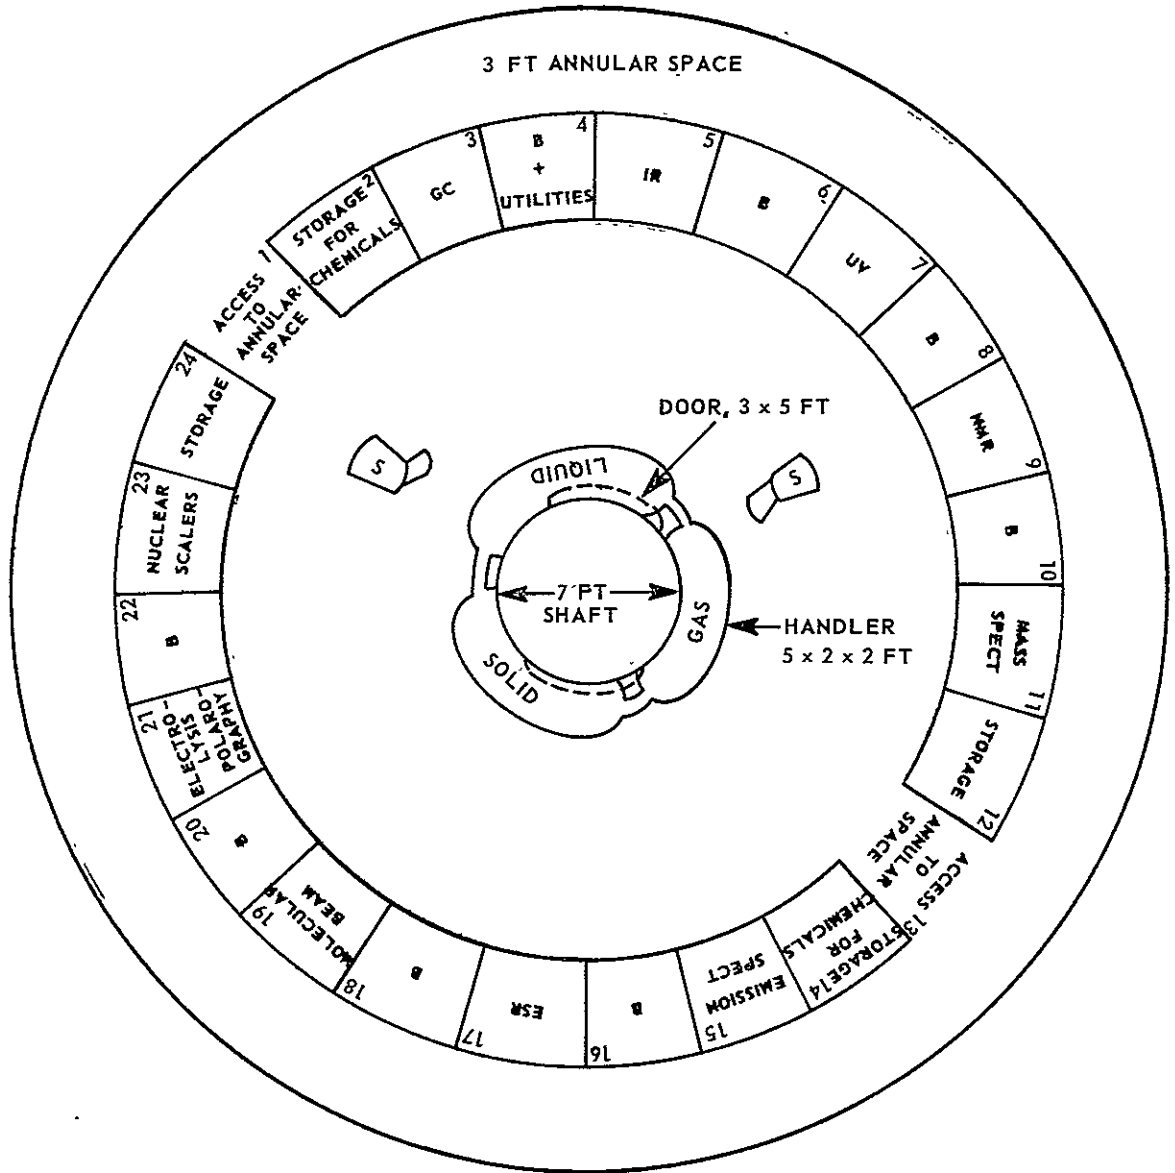 3 FT ANNULAR SPACE
1
ACCESS
TO
ANNULAR
SPACE
2
STORAGE
FOR
CHEMICALS
3
GC
4
B
+
UTILITIES
5
IR
6
B
7
UV
8
B
9
NMR
10
B
11
MASS
SPECT
12
STORAGE
ACCESS 13
TO
ANNULAR
SPACE
STORAGE 14
FOR
CHEMICALS
15
EMISSION
SPECT
16
B
17
ESR
18
B
19
MOLECULAR
BEAM
20
B
21
ELECTRO-
LYSIS
POLARO-
GRAPHY
22
B
23
NUCLEAR
SCALERS
24
STORAGE
S
S
DOOR, 3 x 5 FT
LIQUID
7 FT
SHAFT
GAS
SOLID
HANDLER
5 x 2 x 2 FT